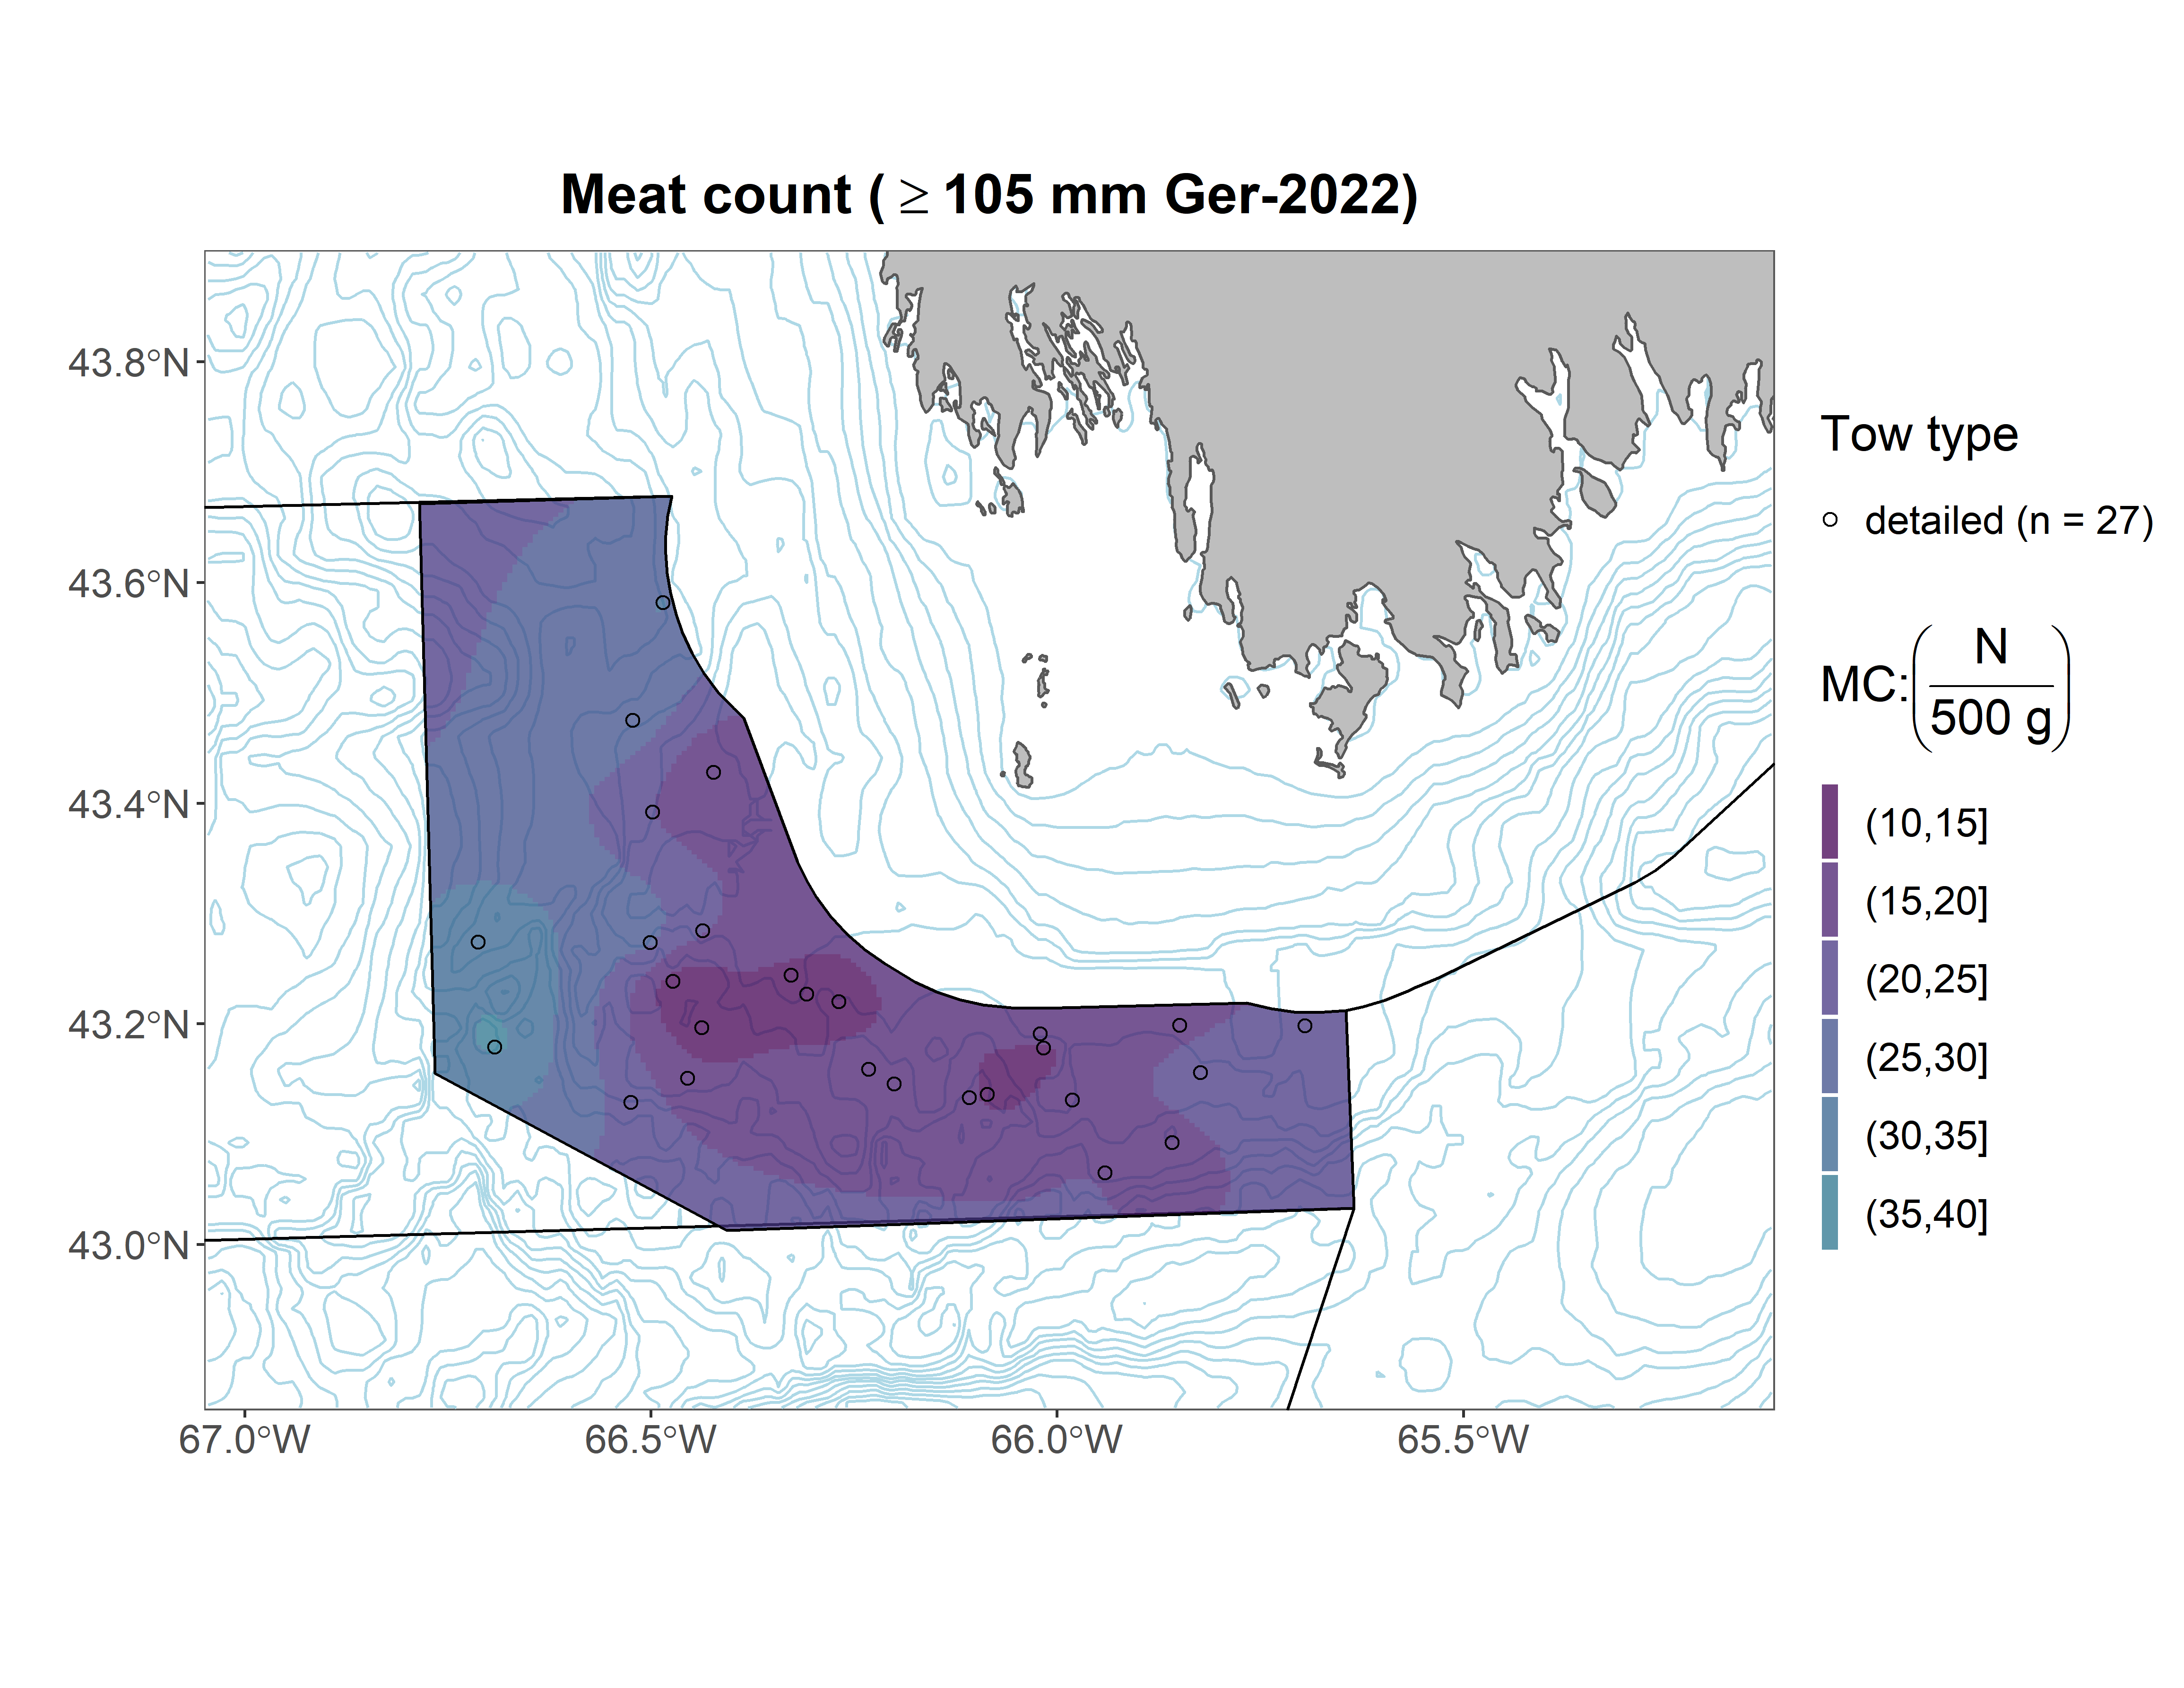 Meat count ( ≥ 105 mm Ger-2022)
43.8°N
43.6°N
43.4°N
43.2°N
43.0°N
67.0°W
66.5°W
66.0°W
65.5°W
Tow type
detailed (n = 27)
MC:(N
500 g)
(10,15]
(15,20]
(20,25]
(25,30]
(30,35]
(35,40]